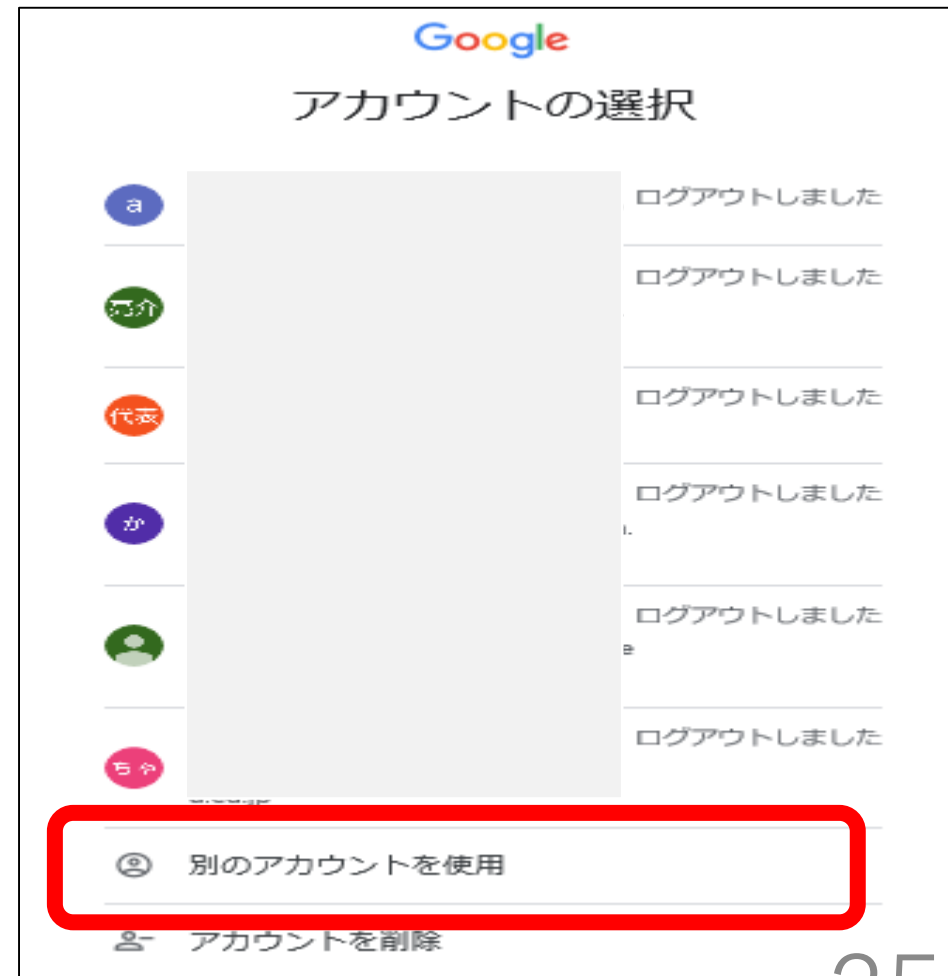 Google
アカウントの選択
a
ログアウトしました
ログアウトしました
代表
ログアウトしました
か
ログアウトしました
ログアウトしました
ちゃ
ログアウトしました
別のアカウントを使用
アカウントを削除